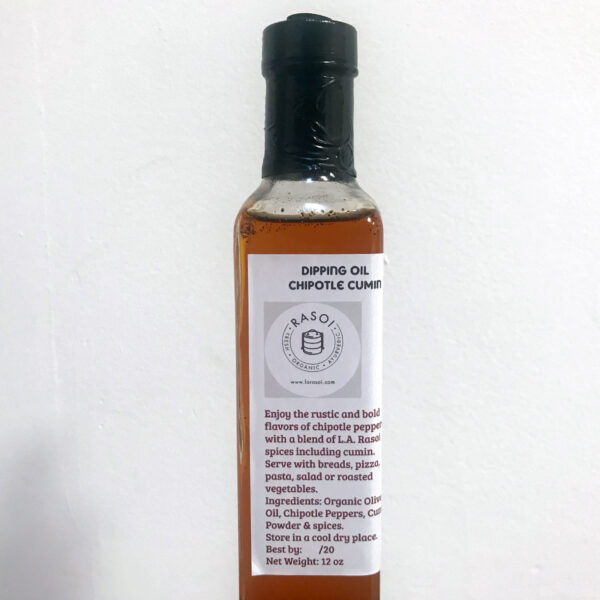 DIPPING OIL
CHIPOTLE CUMIN
RASOI
FRESH • ORGANIC • AYURVEDIC
www.larasoi.com
Enjoy the rustic and bold
flavors of chipotle pepper
with a blend of L.A. Rasoi
spices including cumin.
Serve with breads, pizza,
pasta, salad or roasted
vegetables.
Ingredients: Organic Olive
Oil, Chipotle Peppers, Cum
Powder & spices.
Store in a cool dry place.
Best by: /20
Net Weight: 12 oz